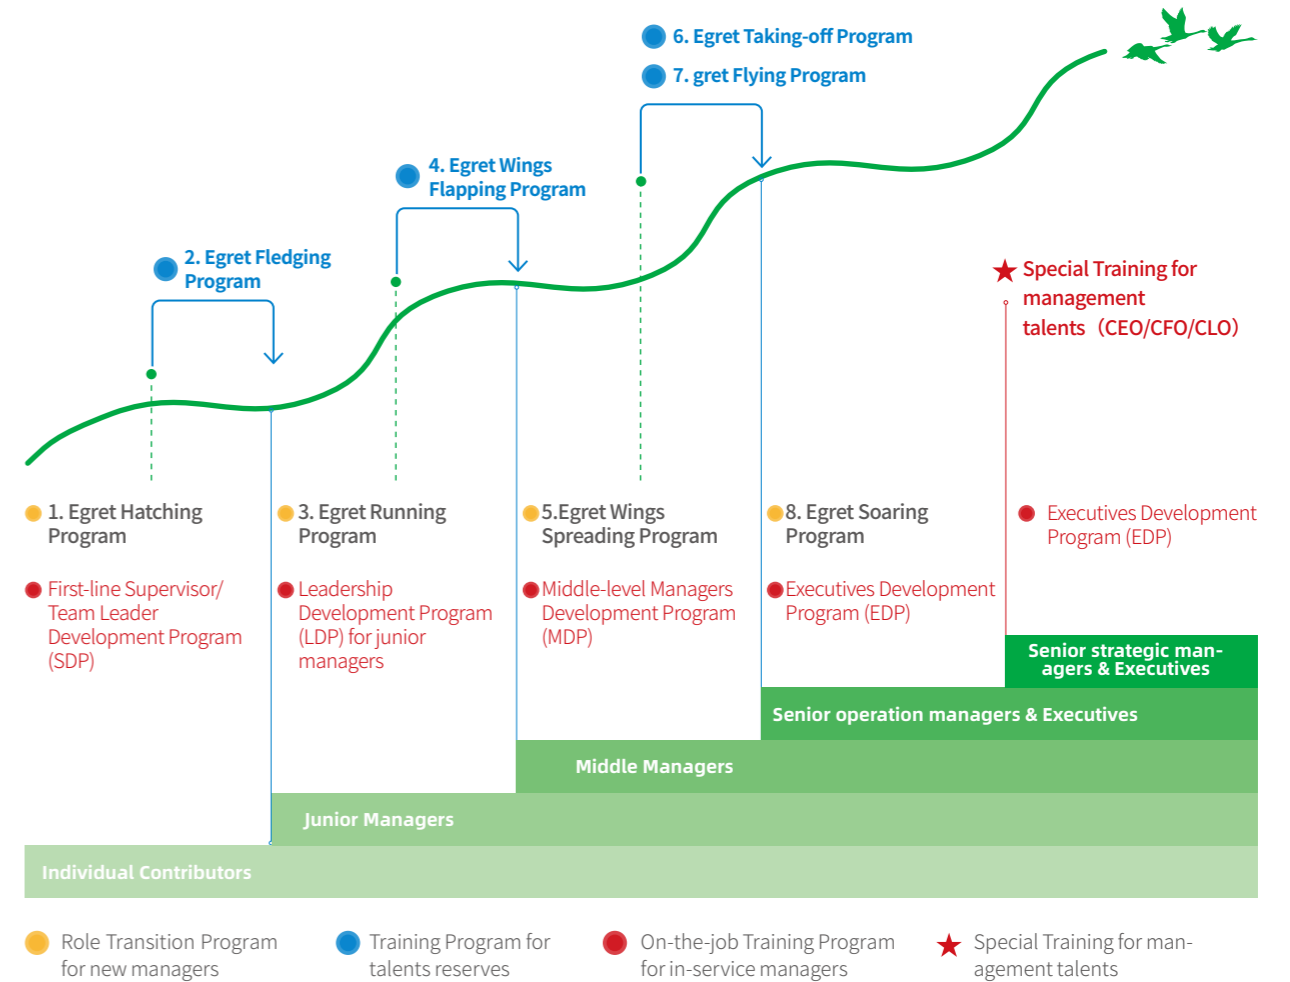 6. Egret Taking-off Program
7. gret Flying Program
4. Egret Wings
Flapping Program
2. Egret Fledging
Program
Special Training for
management
talents（CEO/CFO/CLO）
1. Egret Hatching
Program
3. Egret Running
Program
5.Egret Wings
Spreading Program
8. Egret Soaring
Program
Executives Development
Program (EDP)
First-line Supervisor/
Team Leader
Development Program
(SDP)
Leadership
Development Program
(LDP) for junior
managers
Middle-level Managers
Development Program
(MDP)
Executives Development
Program (EDP)
Senior strategic man-
agers & Executives
Senior operation managers & Executives
Middle Managers
Junior Managers
Individual Contributors
Role Transition Program
for new managers
Training Program for
talents reserves
On-the-job Training Program
for in-service managers
Special Training for man-
agement talents